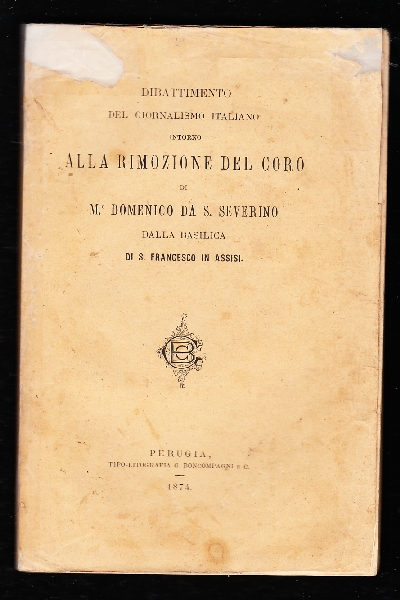 DIBATTIMENTO
DEL GIORNALISMO ITALIANO
INTORNO
ALLA RIMOZIONE DEL CORO
DI
M.º DOMENICO DA S. SEVERINO
DALLA BASILICA
DI S. FRANCESCO IN ASSISI.
PERUGIA,
TIPO-LITOGRAFIA G. BONCOMPAGNI E C.
1874.